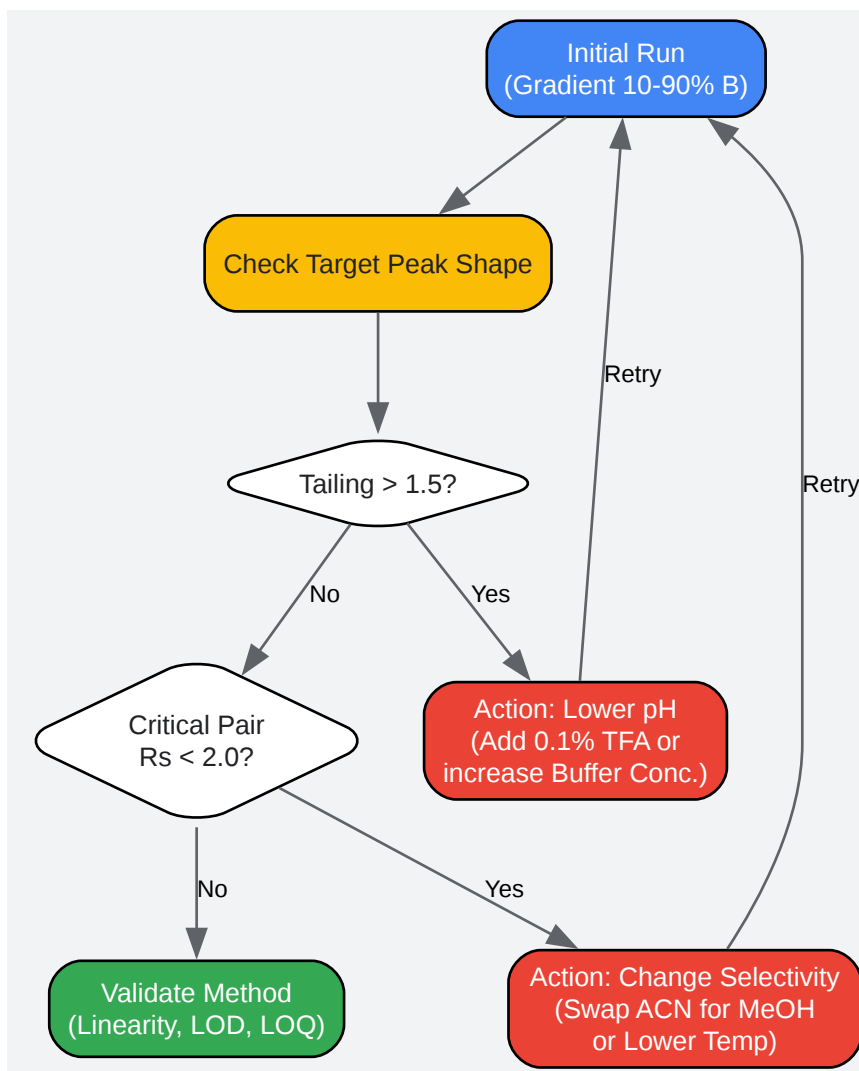 Initial Run
(Gradient 10-90% B)
Check Target Peak Shape
Retry
Tailing > 1.5?
Retry
No
Yes
Critical Pair
Rs < 2.0?
Action: Lower pH
(Add 0.1% TFA or
increase Buffer Conc.)
No
Yes
Validate Method
(Linearity, LOD, LOQ)
Action: Change Selectivity
(Swap ACN for MeOH
or Lower Temp)